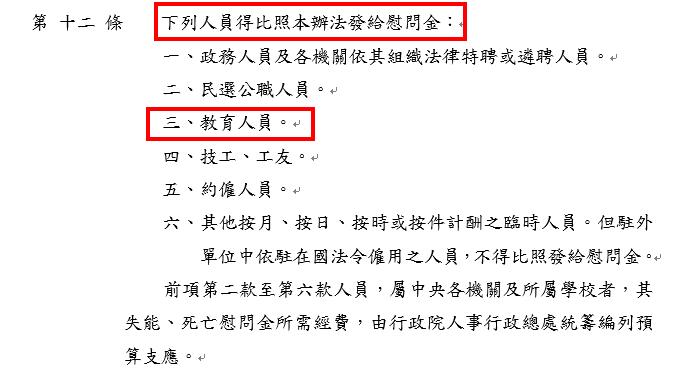 第 十二 條 下列人員得比照本辦法發給慰問金：
一、政務人員及各機關依其組織法律特聘或遴聘人員。
二、民選公職人員。
三、教育人員。
四、技工、工友。
五、約僱人員。
六、其他按月、按日、按時或按件計酬之臨時人員。但駐外
單位中依駐在國法令僱用之人員，不得比照發給慰問金。
前項第二款至第六款人員，屬中央各機關及所屬學校者，其
失能、死亡慰問金所需經費，由行政院人事行政總處統籌編列預
算支應。